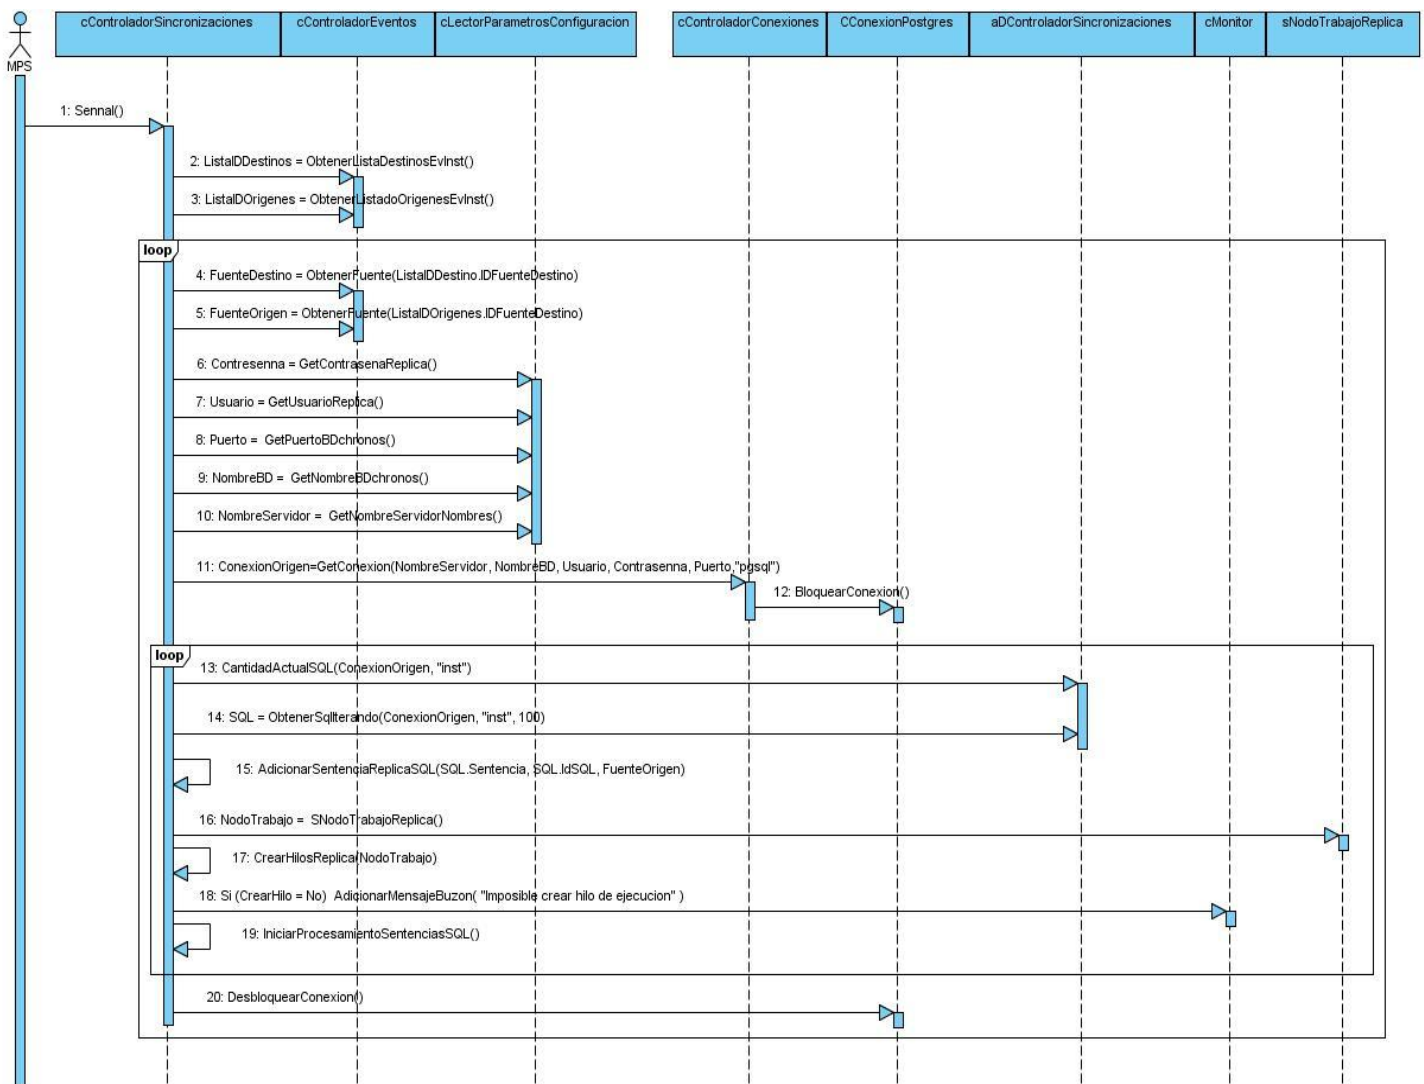 cControladorSincronizaciones
cControladorEventos
cLectorParametrosConfiguracion
cControladorConexiones
CConexionPostgres
aDControladorSincronizaciones
cMonitor
sNodoTrabajoReplica
MPS
1: Sennal()
2: ListaIDDestinos = ObtenerListaDestinosEvInst()
3: ListaIDOrigenes = ObtenerListadoOrigenesEvInst()
loop
4: FuenteDestino = ObtenerFuente(ListaIDDestino.IDFuenteDestino)
5: FuenteOrigen = ObtenerFuente(ListaIDOrigenes.IDFuenteDestino)
6: Contresenna = GetContrasenaReplica()
7: Usuario = GetUsuarioReplica()
8: Puerto = GetPuertoBDchronos()
9: NombreBD = GetNombreBDchronos()
10: NombreServidor = GetNombreServidorNombres()
11: ConexionOrigen=GetConexion(NombreServidor, NombreBD, Usuario, Contrasenna, Puerto,"pgsql")
12: BloquearConexion()
loop
13: CantidadActualSQL(ConexionOrigen, "inst")
14: SQL = ObtenerSqlIterando(ConexionOrigen, "inst", 100)
15: AdicionarSentenciaReplicaSQL(SQL.Sentencia, SQL.IdSQL, FuenteOrigen)
16: NodoTrabajo = SNodoTrabajoReplica()
17: CrearHilosReplica(NodoTrabajo)
18: Si (CrearHilo = No) AdicionarMensajeBuzon( "Imposible crear hilo de ejecucion" )
19: IniciarProcesamientoSentenciasSQL()
20: DesbloquearConexion()